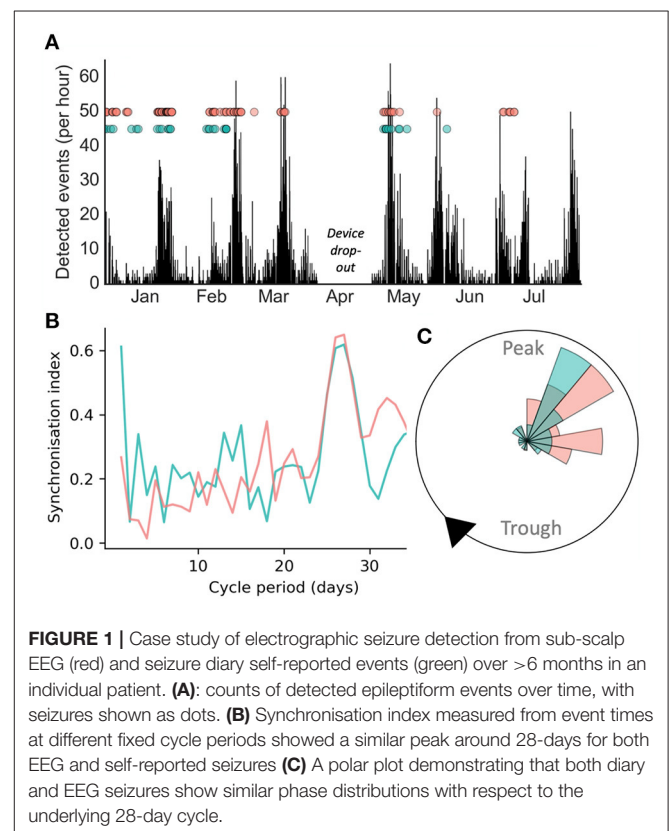 A
Detected events (per hour)
60
50
40
30
20
10
0
Device
drop-
out
Jan Feb Mar Apr May Jun Jul
B
Synchronisation index
0.6
0.4
0.2
0.0
10 20 30
Cycle period (days)
C
Peak
Trough
FIGURE 1 | Case study of electrographic seizure detection from sub-scalp
EEG (red) and seizure diary self-reported events (green) over >6 months in an
individual patient. (A): counts of detected epileptiform events over time, with
seizures shown as dots. (B) Synchronisation index measured from event times
at different fixed cycle periods showed a similar peak around 28-days for both
EEG and self-reported seizures (C) A polar plot demonstrating that both diary
and EEG seizures show similar phase distributions with respect to the
underlying 28-day cycle.